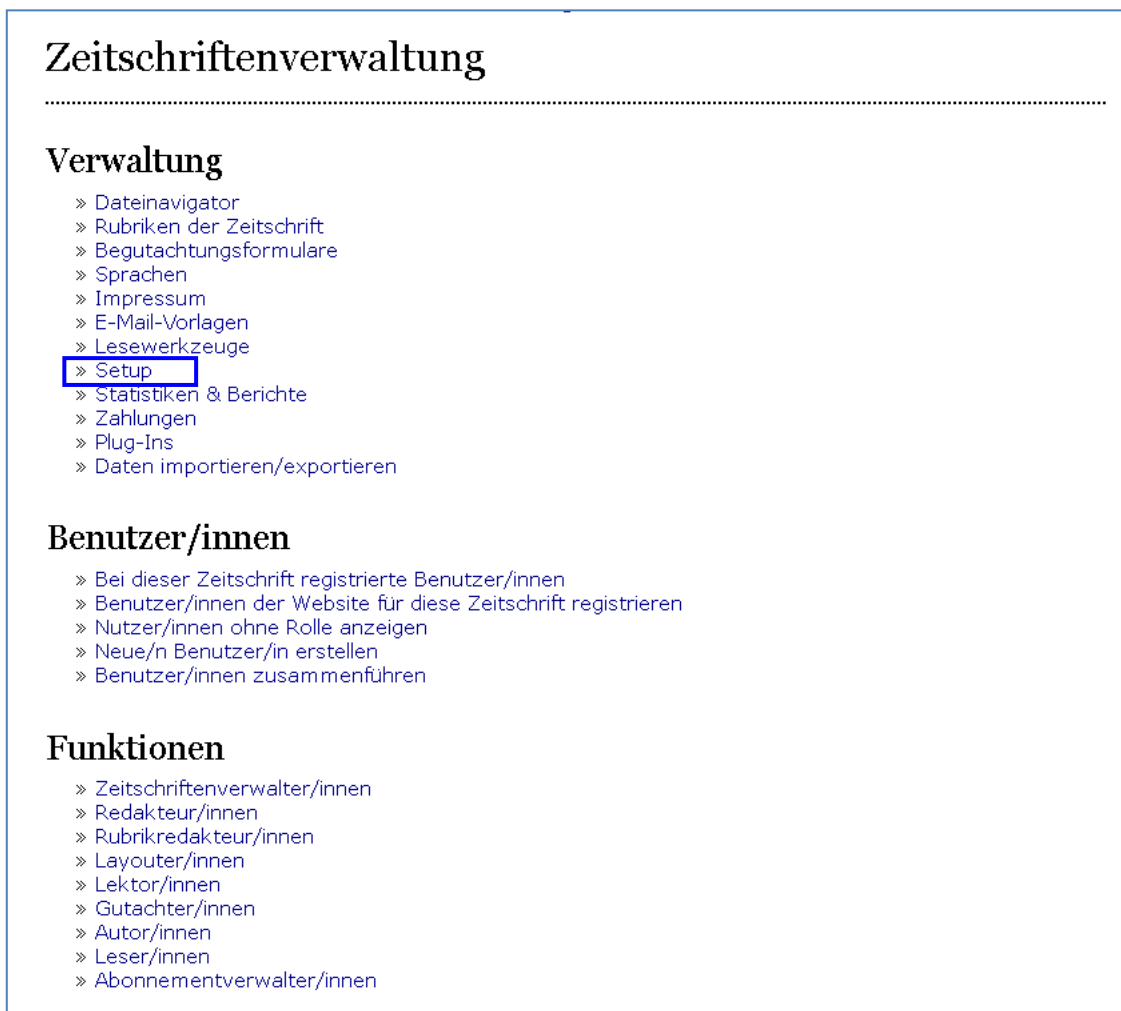 Zeitschriftenverwaltung
Verwaltung
» Dateinavigator
» Rubriken der Zeitschrift
» Begutachtungsformulare
» Sprachen
» Impressum
» E-Mail-Vorlagen
» Lesewerkzeuge
» Setup
» Statistiken & Berichte
» Zahlungen
» Plug-Ins
» Daten importieren/exportieren
Benutzer/innen
» Bei dieser Zeitschrift registrierte Benutzer/innen
» Benutzer/innen der Website für diese Zeitschrift registrieren
» Nutzer/innen ohne Rolle anzeigen
» Neue/n Benutzer/in erstellen
» Benutzer/innen zusammenführen
Funktionen
» Zeitschriftenverwalter/innen
» Redakteur/innen
» Rubrikredakteur/innen
» Layouter/innen
» Lektor/innen
» Gutachter/innen
» Autor/innen
» Leser/innen
» Abonnementverwalter/innen